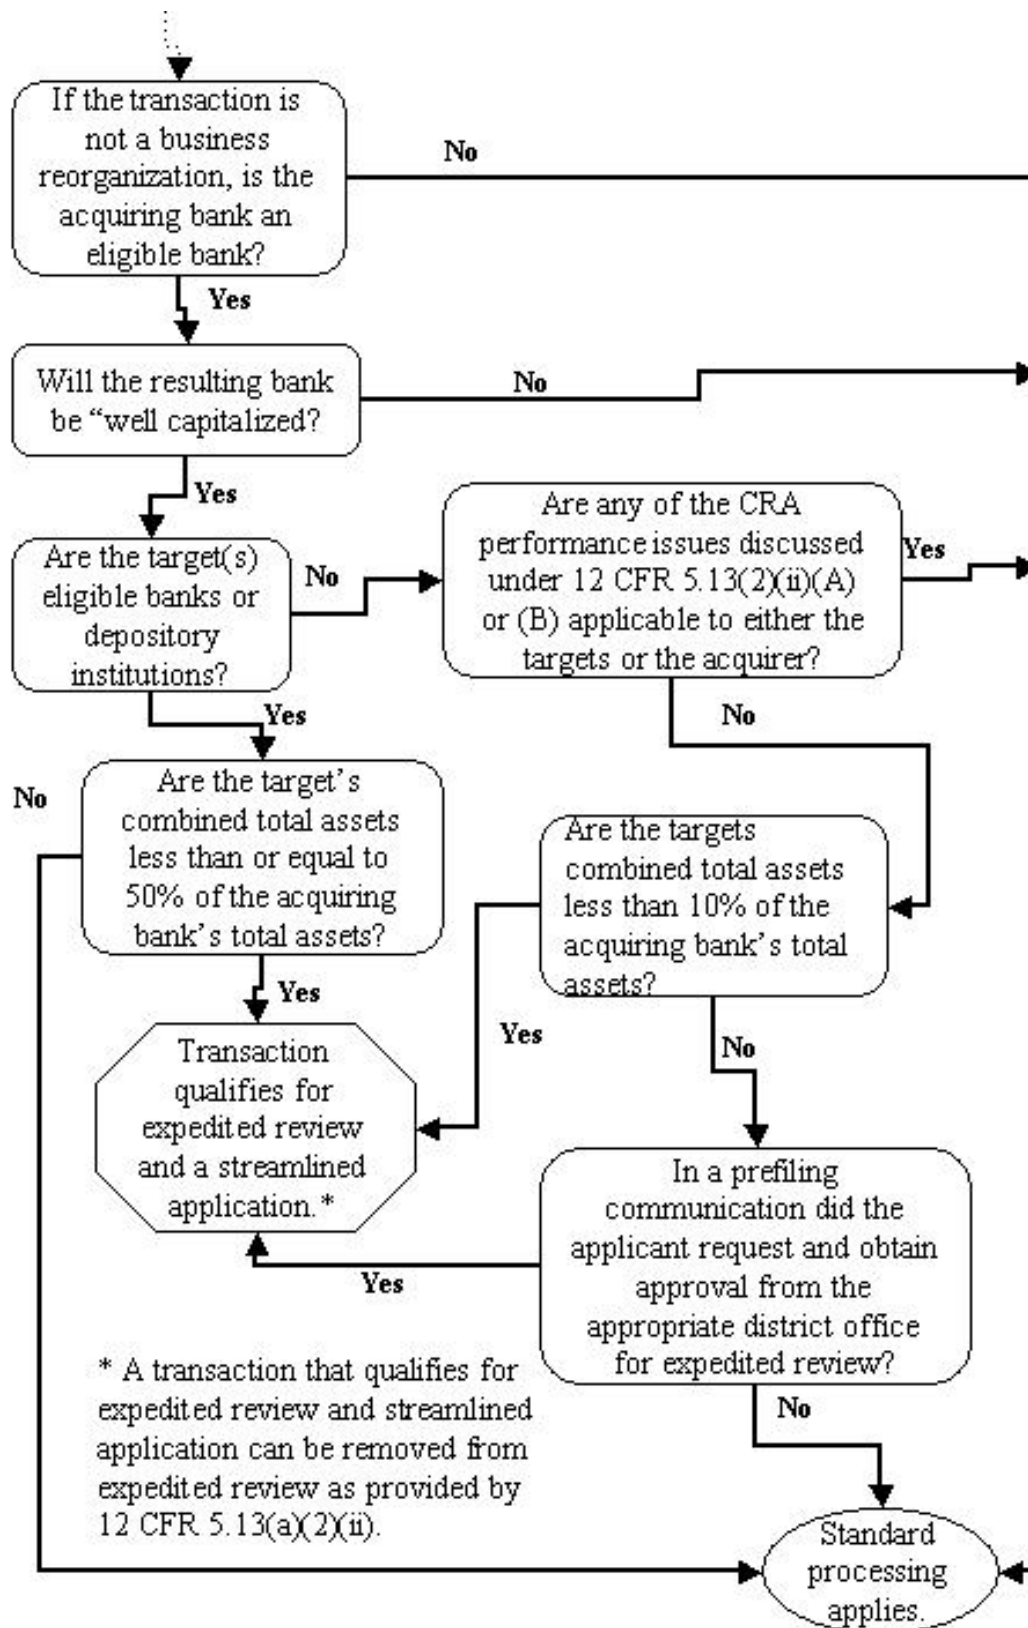 If the transaction is
not a business
reorganization, is the
acquiring bank an
eligible bank?
No
Yes
Will the resulting bank
be “well capitalized?
No
Yes
Are the target(s)
eligible banks or
depository
institutions?
No
Are any of the CRA
performance issues discussed
under 12 CFR 5.13(2)(ii)(A)
or (B) applicable to either the
targets or the acquirer?
Yes
Yes
No
No
Are the target’s
combined total assets
less than or equal to
50% of the acquiring
bank’s total assets?
Are the targets
combined total assets
less than 10% of the
acquiring bank’s total
assets?
Yes
Yes
No
Transaction
qualifies for
expedited review
and a streamlined
application.*
In a prefiling
communication did the
applicant request and obtain
approval from the
appropriate district office
for expedited review?
Yes
No
* A transaction that qualifies for
expedited review and streamlined
application can be removed from
expedited review as provided by
12 CFR 5.13(a)(2)(ii).
Standard
processing
applies.